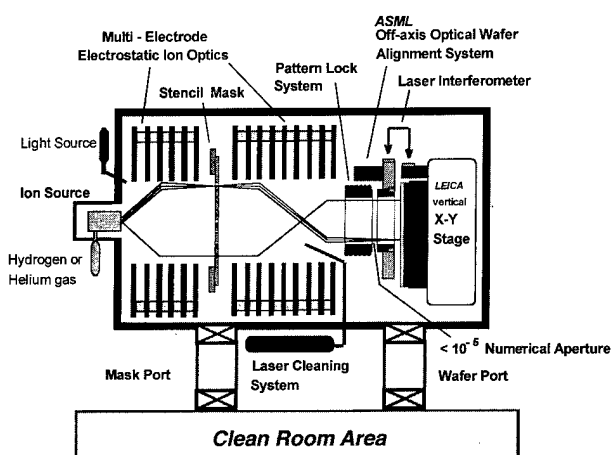 Multi - Electrode
Electrostatic Ion Optics
ASML
Off-axis Optical Wafer
Alignment System
Pattern Lock
System
Laser Interferometer
Stencil Mask
Light Source
Ion Source
LEICA
vertical
X-Y
Stage
Hydrogen or
Helium gas
< 10⁻⁵ Numerical Aperture
Laser Cleaning
System
Mask Port
Wafer Port
Clean Room Area